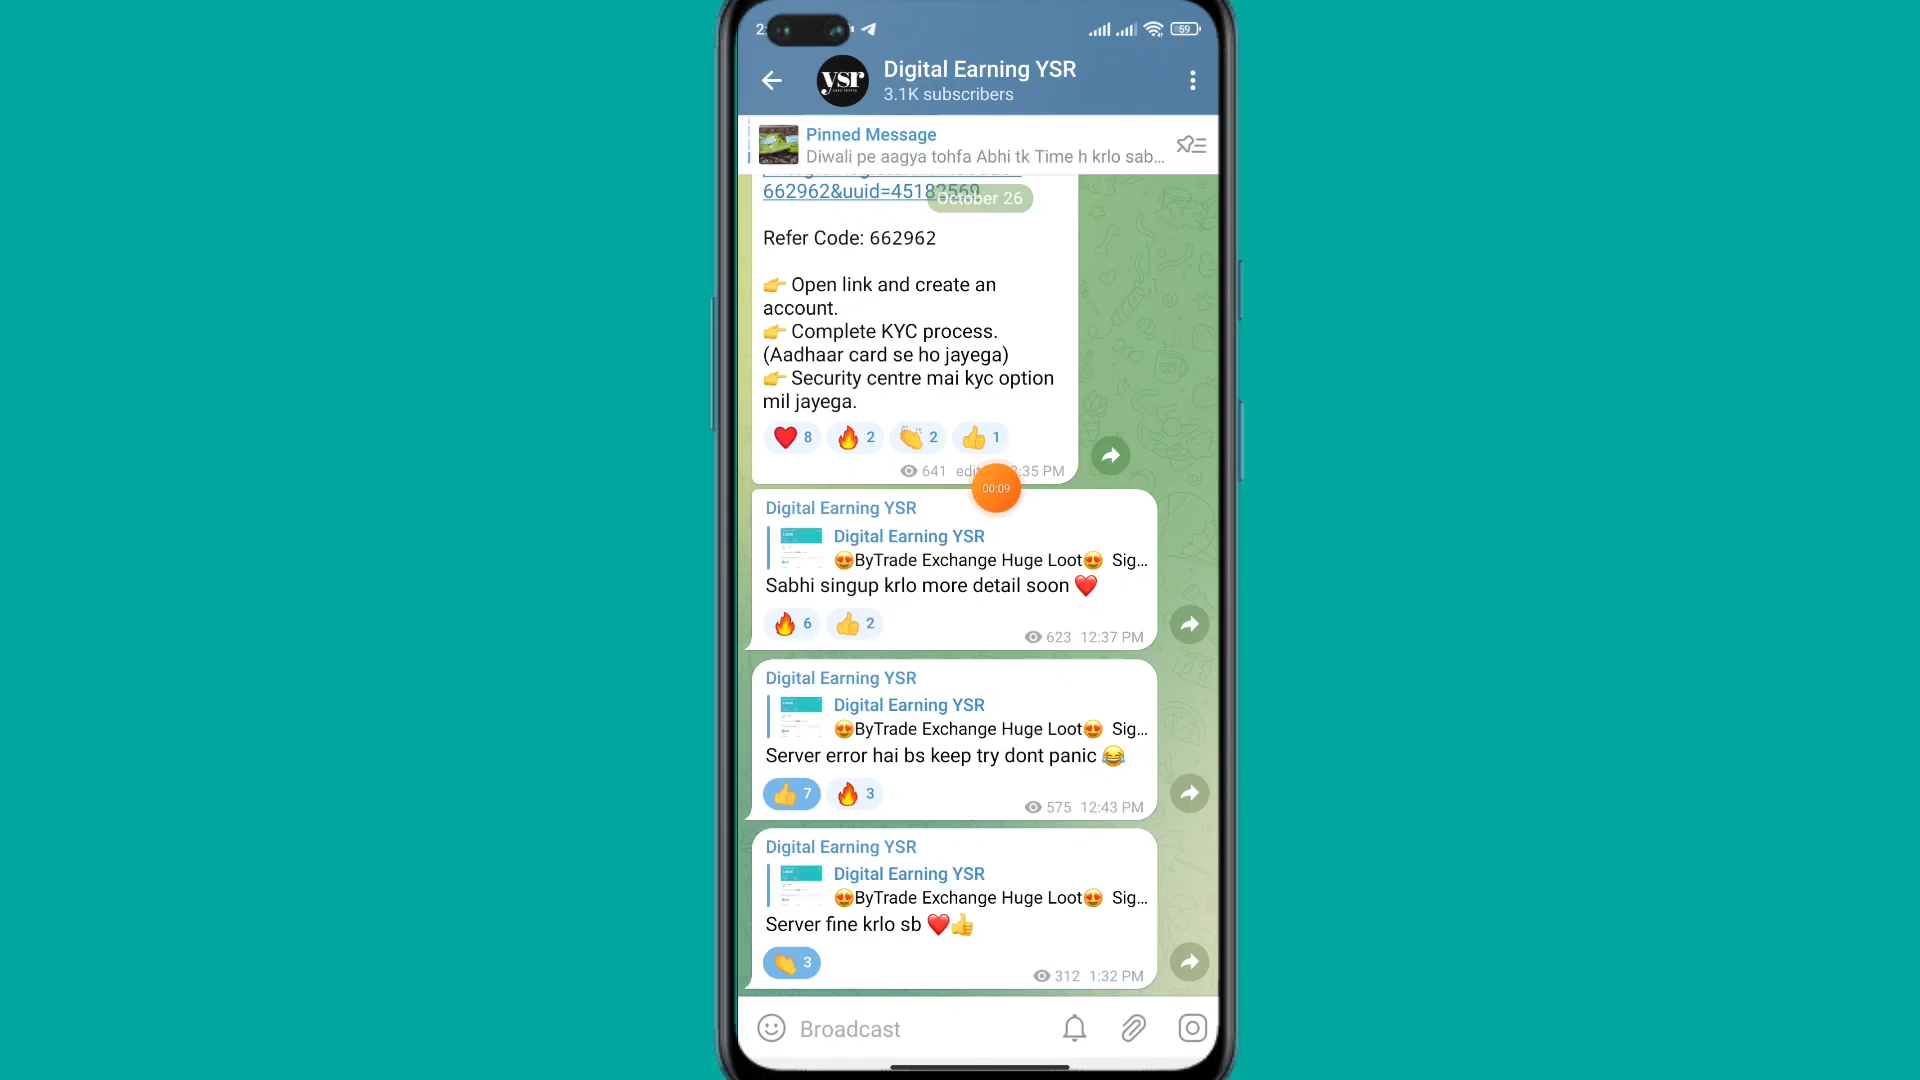 59
ysr
Digital Earning YSR
3.1K subscribers
Pinned Message
Diwali pe aagya tohfa Abhi tk Time h krlo sab...
662962&uuid=45182569
October 26
Refer Code: 662962
👉 Open link and create an
account.
👉 Complete KYC process.
(Aadhaar card se ho jayega)
👉 Security centre mai kyc option
mil jayega.
❤️ 8 🔥 2 👏 2 👍 1
641
00:09
Digital Earning YSR
Digital Earning YSR
😍ByTrade Exchange Huge Loot😍 Sig...
Sabhi singup krlo more detail soon ❤️
🔥 6 👍 2
623 12:37 PM
Digital Earning YSR
Digital Earning YSR
😍ByTrade Exchange Huge Loot😍 Sig...
Server error hai bs keep try dont panic 😂
👍 7 🔥 3
575 12:43 PM
Digital Earning YSR
Digital Earning YSR
😍ByTrade Exchange Huge Loot😍 Sig...
Server fine krlo sb ❤️👍
👏 3
312 1:32 PM
Broadcast